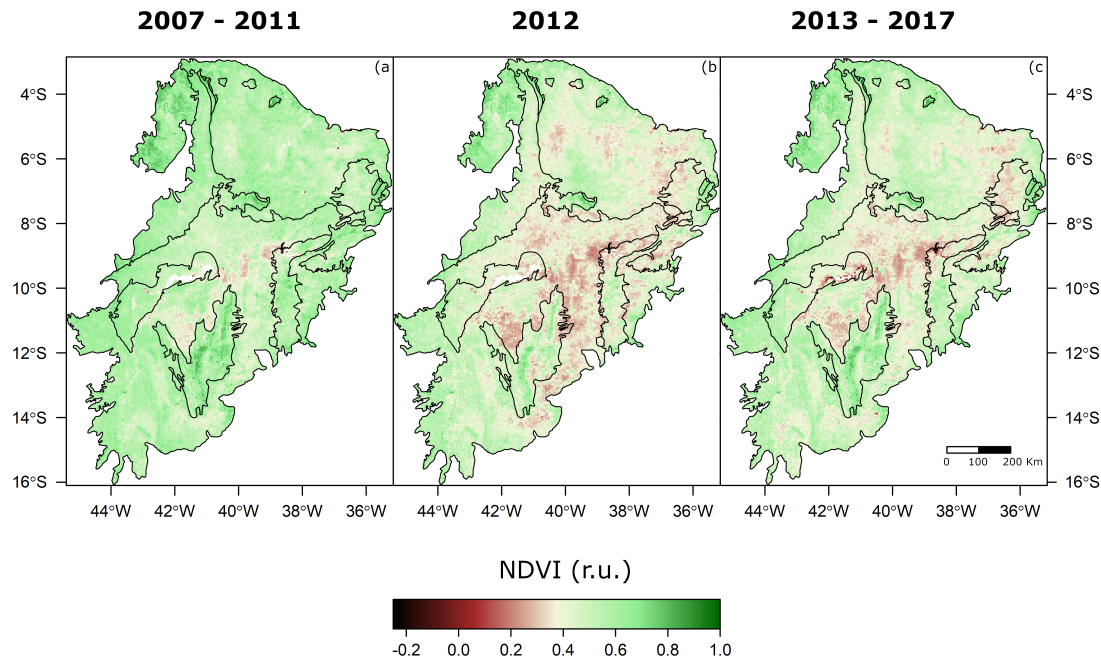 2007 - 2011 2012 2013 - 2017
(a (b (c
4°S 4°S
6°S 6°S
8°S 8°S
10°S 10°S
12°S 12°S
14°S 14°S
0 100 200 Km
16°S 16°S
44°W 42°W 40°W 38°W 36°W 44°W 42°W 40°W 38°W 36°W 44°W 42°W 40°W 38°W 36°W
NDVI (r.u.)
-0.2 0.0 0.2 0.4 0.6 0.8 1.0